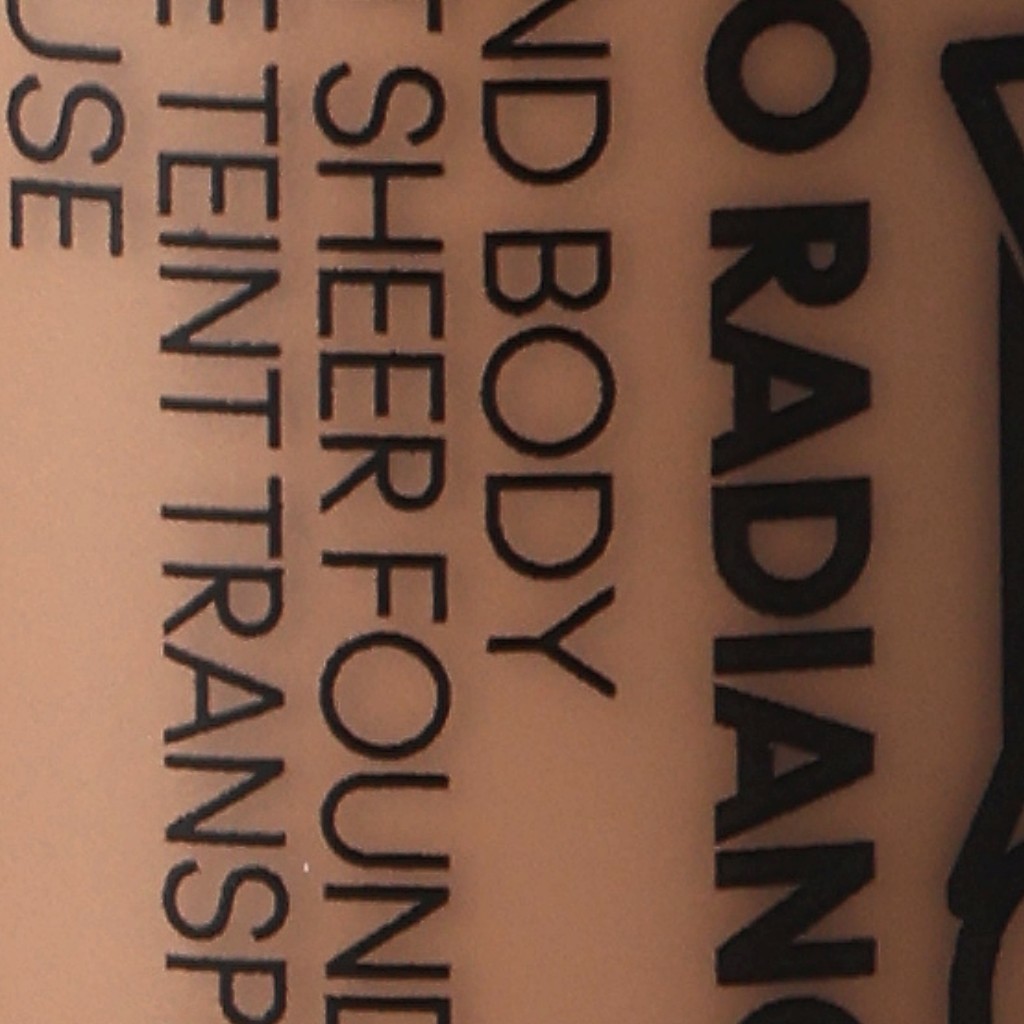 O RADIANC
ND BODY
T SHEER FOUND
E TEINT TRANSP
USE